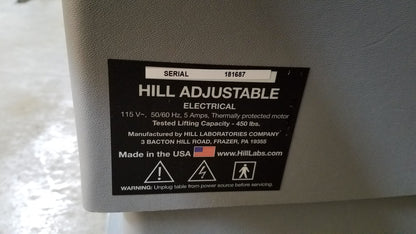 SERIAL 181687
HILL ADJUSTABLE
ELECTRICAL
115 V~, 50/60 Hz, 5 Amps, Thermally protected motor
Tested Lifting Capacity - 450 lbs.
Manufactured by HILL LABORATORIES COMPANY
3 BACTON HILL ROAD, FRAZER, PA 19355
Made in the USA www.HillLabs.com
WARNING: Unplug table from power source before servicing.